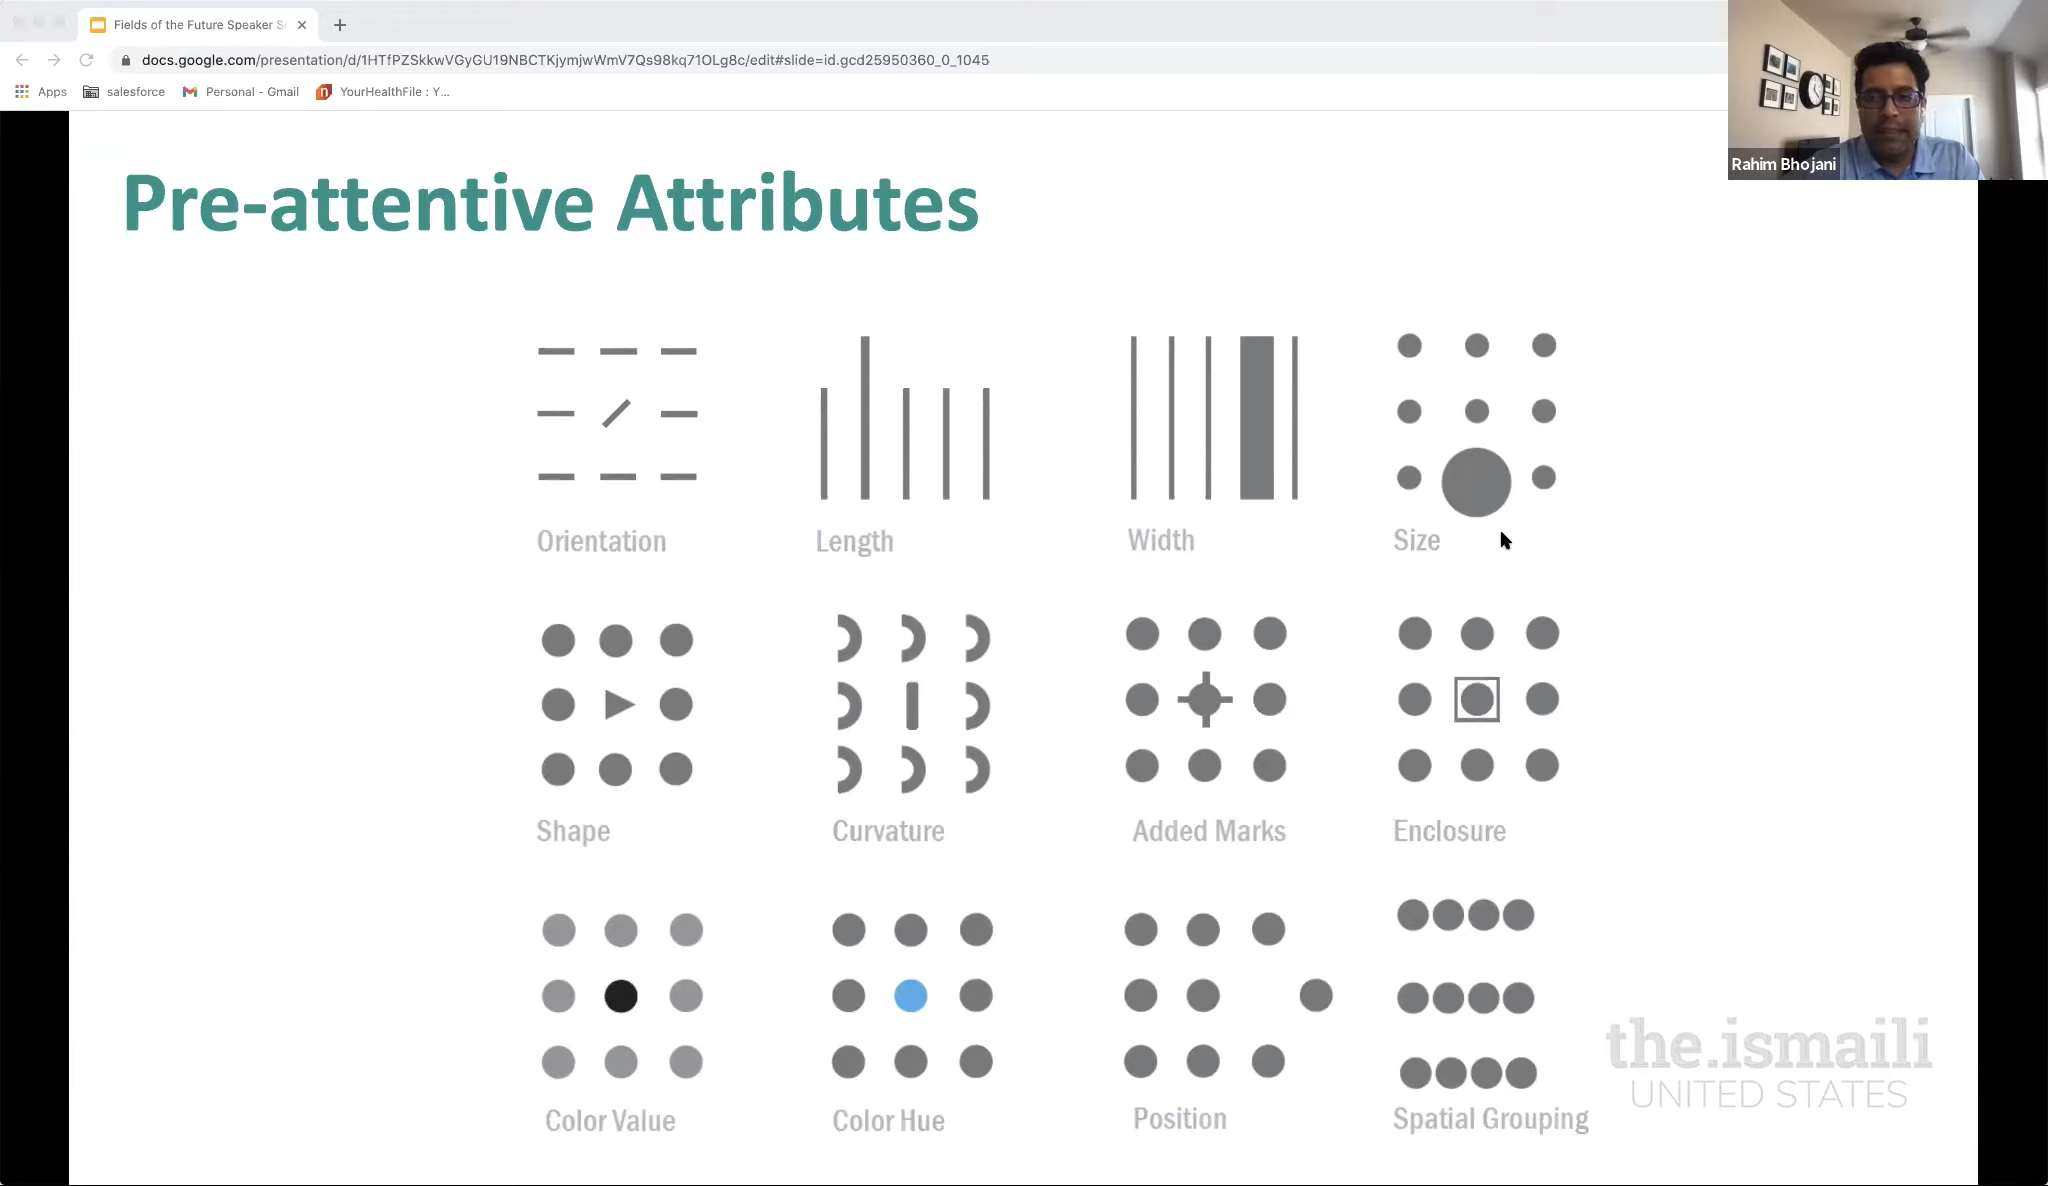 Fields of the Future Speaker S
docs.google.com/presentation/d/1HTfPZSkkwVGyGU19NBCTKjymjwWmV7Qs98kq71OLg8c/edit#slide=id.gcd25950360_0_1045
Apps salesforce Personal - Gmail YourHealthFile : Y...
Rahim Bhojani
Pre-attentive Attributes
Orientation Length Width Size
Shape Curvature Added Marks Enclosure
Color Value Color Hue Position Spatial Grouping
the.ismaili
UNITED STATES